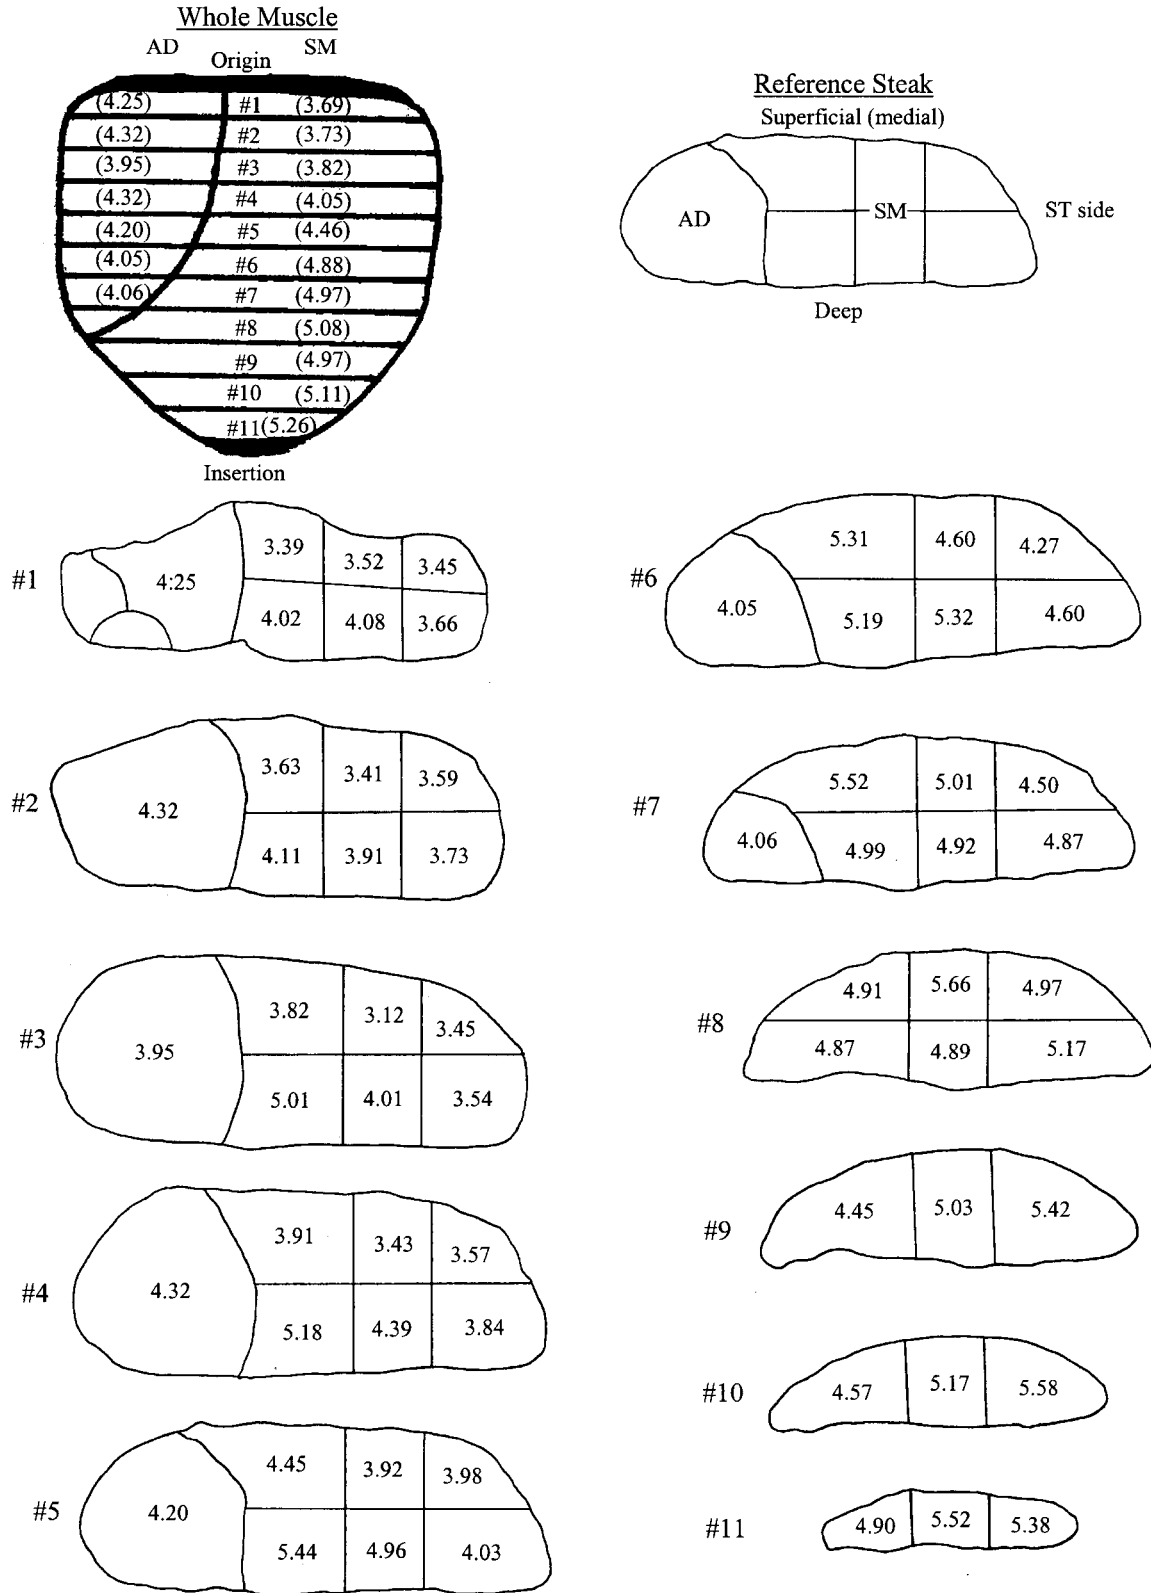 Whole Muscle
AD SM
Origin
(4.25) #1 (3.69)
(4.32) #2 (3.73)
(3.95) #3 (3.82)
(4.32) #4 (4.05)
(4.20) #5 (4.46)
(4.05) #6 (4.88)
(4.06) #7 (4.97)
#8 (5.08)
#9 (4.97)
#10 (5.11)
#11(5.26)
Insertion
Reference Steak
Superficial (medial)
AD SM ST side
Deep
#1
3.39 3.52 3.45
4:25
4.02 4.08 3.66
#2
3.63 3.41 3.59
4.32
4.11 3.91 3.73
#3
3.82 3.12 3.45
3.95
5.01 4.01 3.54
#4
3.91 3.43 3.57
4.32
5.18 4.39 3.84
#5
4.45 3.92 3.98
4.20
5.44 4.96 4.03
#6
5.31 4.60 4.27
4.05
5.19 5.32 4.60
#7
5.52 5.01 4.50
4.06
4.99 4.92 4.87
#8
4.91 5.66 4.97
4.87 4.89 5.17
#9
4.45 5.03 5.42
#10
4.57 5.17 5.58
#11
4.90 5.52 5.38